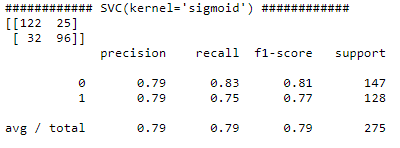 ############ SVC(kernel='sigmoid') ############
[[122  25]
 [ 32  96]]
             precision    recall  f1-score   support

          0       0.79      0.83      0.81       147
          1       0.79      0.75      0.77       128

avg / total       0.79      0.79      0.79       275